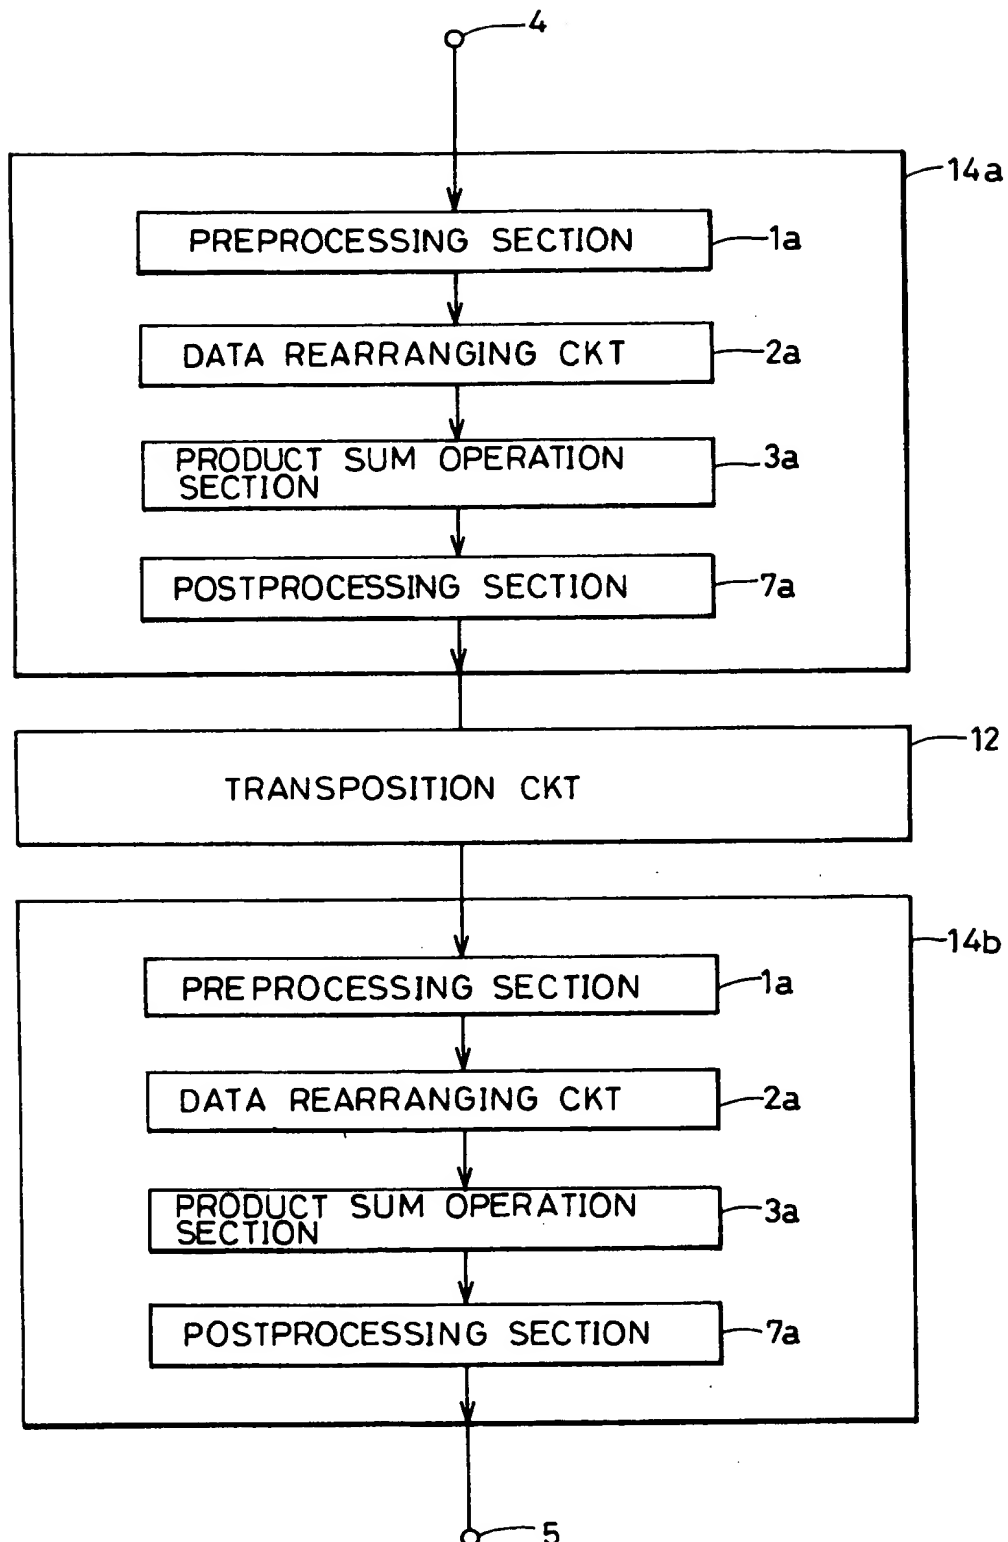 4
14a
PREPROCESSING SECTION
1a
DATA REARRANGING CKT
2a
PRODUCT SUM OPERATION
SECTION
3a
POSTPROCESSING SECTION
7a
12
TRANSPOSITION CKT
14b
PREPROCESSING SECTION
1a
DATA REARRANGING CKT
2a
PRODUCT SUM OPERATION
SECTION
3a
POSTPROCESSING SECTION
7a
5